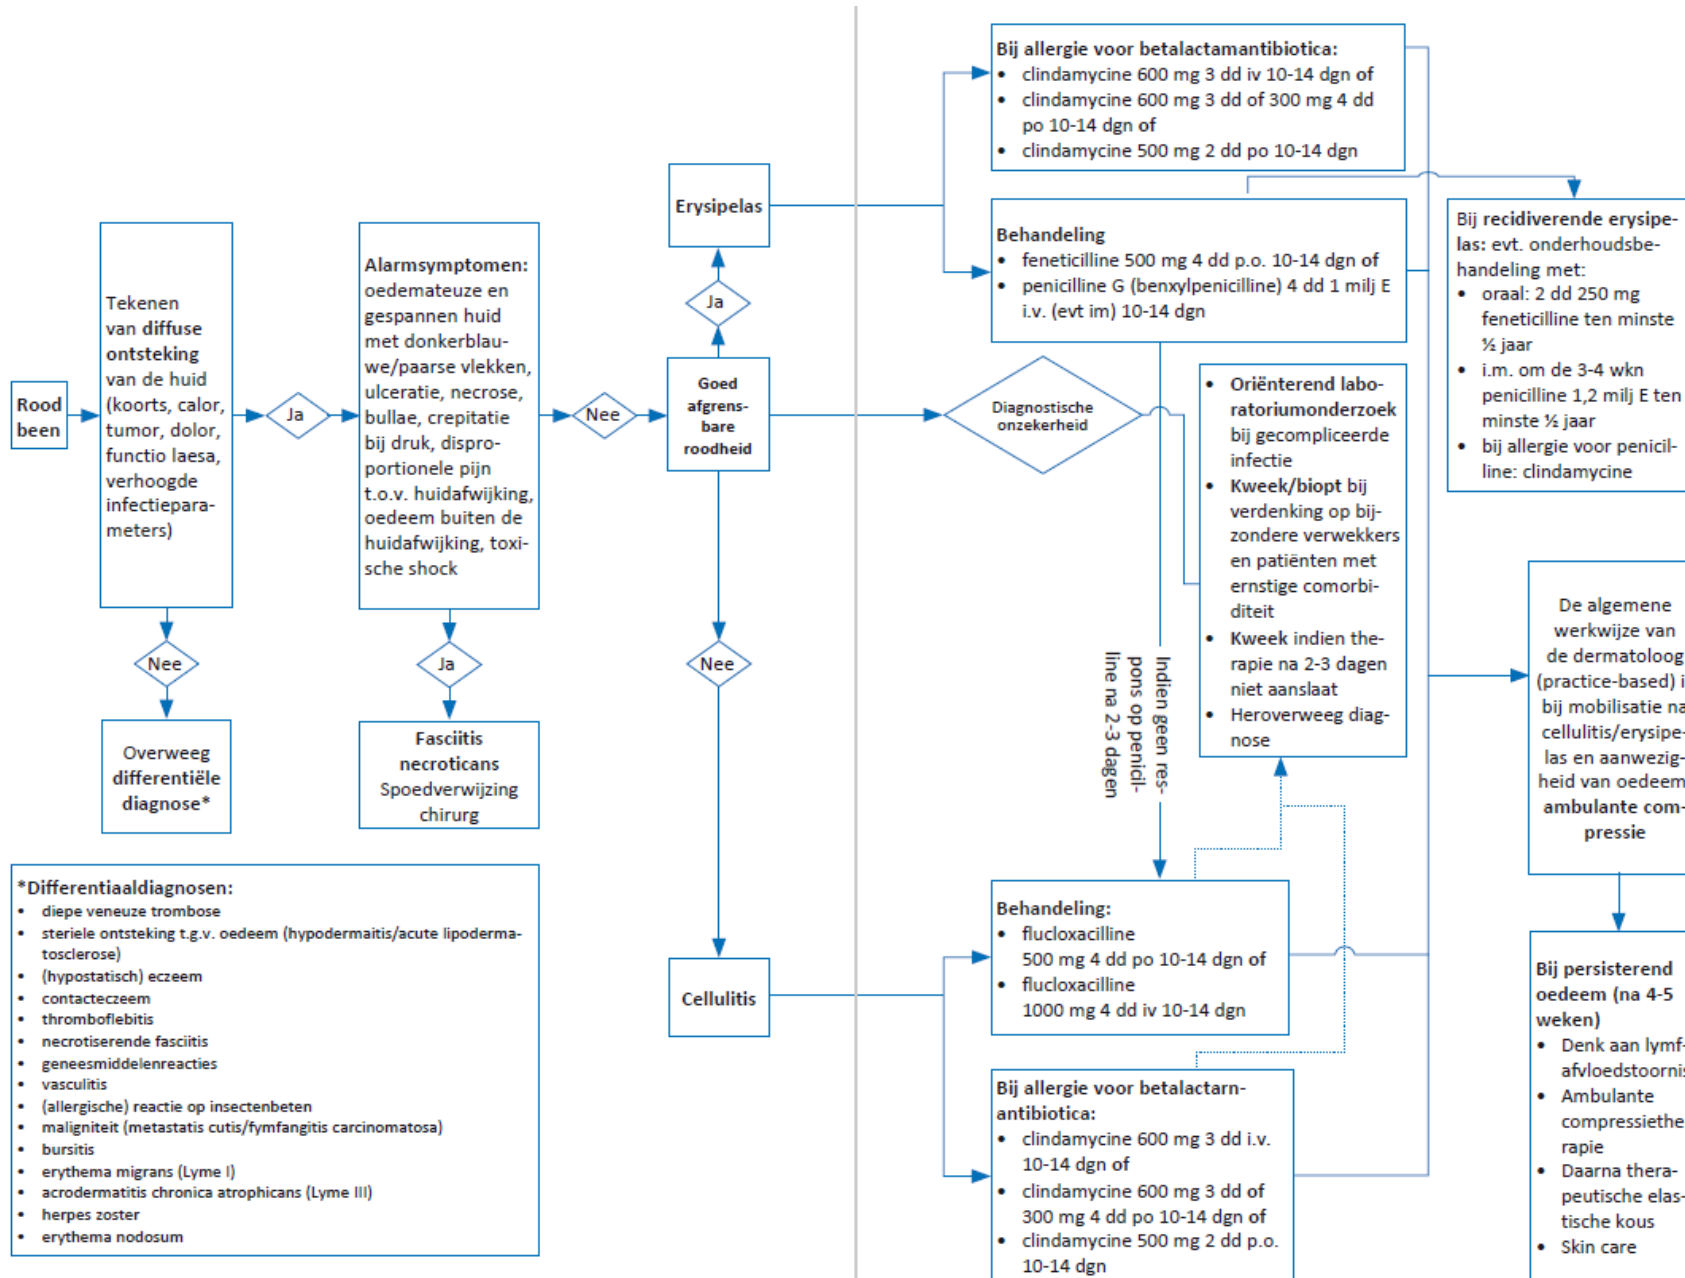 Rood
been
Tekenen
van diffuse
ontsteking
van de huid
(koorts, calor,
tumor, dolor,
functio laesa,
verhoogde
infectiepara-
meters)
Ja
Nee
Overweeg
differentiële
diagnose*
Alarmsymptomen:
oedemateuze en
gespannen huid
met donkerblau-
we/paarse vlekken,
ulceratie, necrose,
bullae, crepitatie
bij druk, dispro-
portionele pijn
t.o.v. huidafwijking,
oedeem buiten de
huidafwijking, toxi-
sche shock
Nee
Ja
Fasciitis
necroticans
Spoedverwijzing
chirurg
Goed
afgrens-
bare
roodheid
Ja
Erysipelas
Nee
Cellulitis
*Differentiaaldiagnosen:
• diepe veneuze trombose
• steriele ontsteking t.g.v. oedeem (hypodermaitis/acute lipoderma-
tosclerose)
• (hypostatisch) eczeem
• contacteczeem
• thromboflebitis
• necrotiserende fasciitis
• geneesmiddelenreacties
• vasculitis
• (allergische) reactie op insectenbeten
• maligniteit (metastatis cutis/fymfangitis carcinomatosa)
• bursitis
• erythema migrans (Lyme I)
• acrodermatitis chronica atrophicans (Lyme III)
• herpes zoster
• erythema nodosum
Bij allergie voor betalactamantibiotica:
• clindamycine 600 mg 3 dd iv 10-14 dgn of
• clindamycine 600 mg 3 dd of 300 mg 4 dd
po 10-14 dgn of
• clindamycine 500 mg 2 dd po 10-14 dgn
Behandeling
• feneticilline 500 mg 4 dd p.o. 10-14 dgn of
• penicilline G (benxylpenicilline) 4 dd 1 milj E
i.v. (evt im) 10-14 dgn
Diagnostische
onzekerheid
• Oriënterend labo-
ratoriumonderzoek
bij gecompliceerde
infectie
• Kweek/biopt bij
verdenking op bij-
zondere verwekkers
en patiënten met
ernstige comorbi-
diteit
• Kweek indien the-
rapie na 2-3 dagen
niet aanslaat
• Heroverweeg diag-
nose
Indien geen res-
pons op penicil-
line na 2-3 dagen
Behandeling:
• flucloxacilline
500 mg 4 dd po 10-14 dgn of
• flucloxacilline
1000 mg 4 dd iv 10-14 dgn
Bij allergie voor betalactarn-
antibiotica:
• clindamycine 600 mg 3 dd i.v.
10-14 dgn of
• clindamycine 600 mg 3 dd of
300 mg 4 dd po 10-14 dgn of
• clindamycine 500 mg 2 dd p.o.
10-14 dgn
Bij recidiverende erysipe-
las: evt. onderhoudsbe-
handeling met:
• oraal: 2 dd 250 mg
feneticilline ten minste
½ jaar
• i.m. om de 3-4 wkn
penicilline 1,2 milj E ten
minste ½ jaar
• bij allergie voor penicil-
line: clindamycine
De algemene
werkwijze van
de dermatoloog
(practice-based) i
bij mobilisatie na
cellulitis/erysipe-
las en aanwezig-
heid van oedeem
ambulante com-
pressie
Bij persisterend
oedeem (na 4-5
weken)
• Denk aan lymf-
afvloedstoornis
• Ambulante
compressiethe
rapie
• Daarna thera-
peutische elas-
tische kous
• Skin care